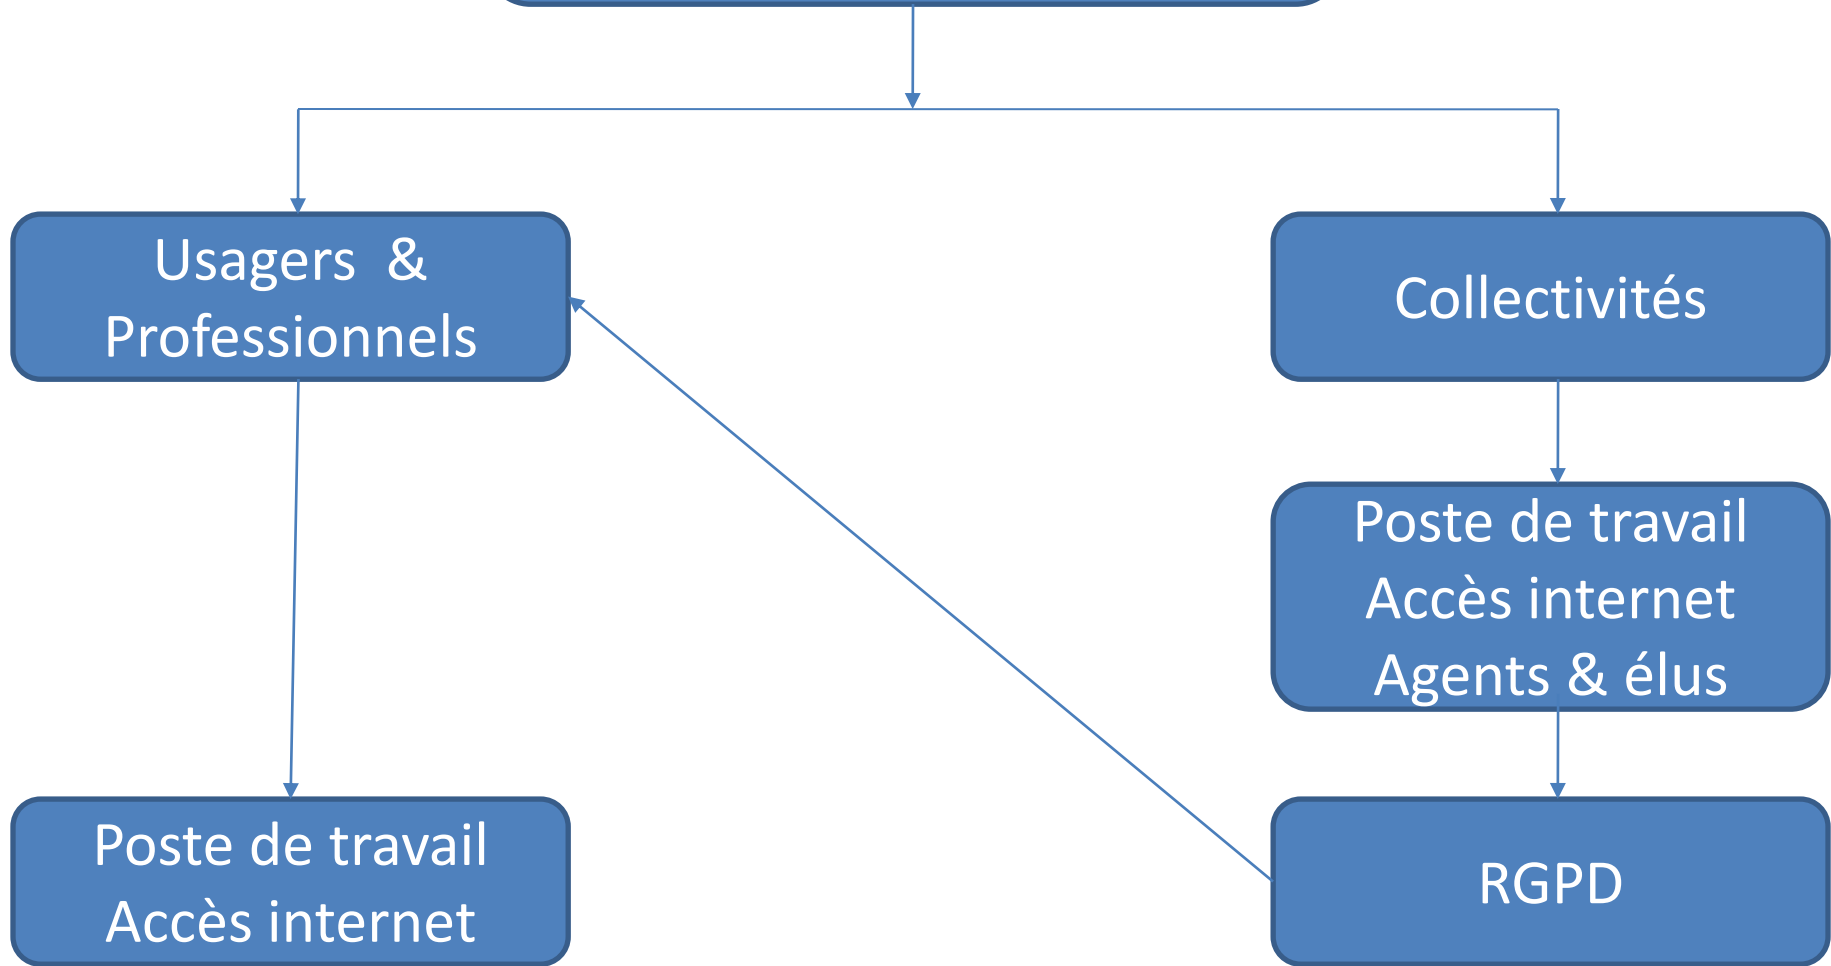 Usagers & 
Professionnels
Collectivités
Poste de travail
Accès internet
Agents & élus
Poste de travail
Accès internet
RGPD